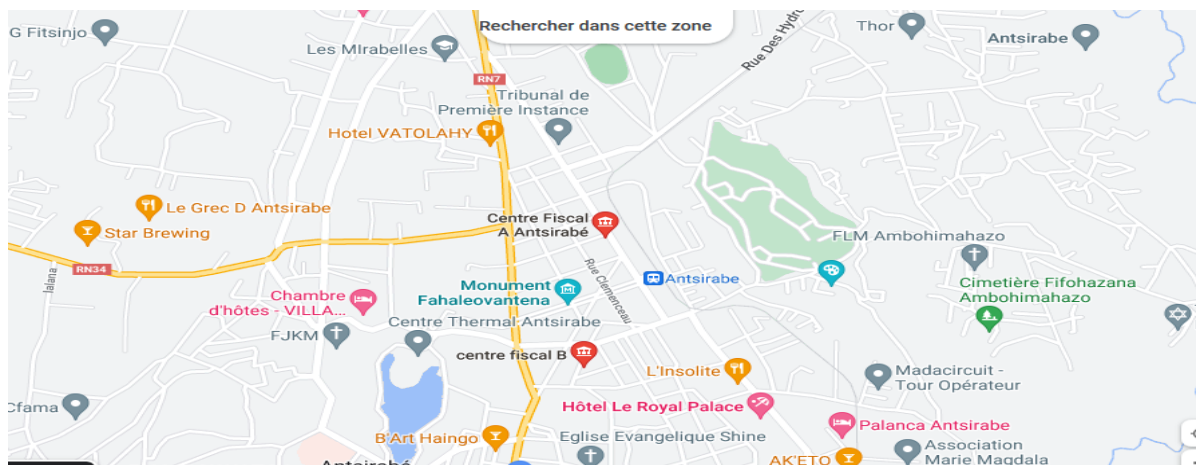 Rechercher dans cette zone
G Fitsinjo
Les MIrabelles
Thor
Antsirabe
Rue Des Hydro
RN7
Tribunal de
Première Instance
Hotel VATOLAHY
Le Grec D Antsirabe
Star Brewing
Centre Fiscal
A Antsirabé
FLM Ambohimahazo
RN34
lalana
Rue Clemenceau
Antsirabe
Monument
Fahaleovantena
Cimetière Fifohazana
Ambohimahazo
Chambre
d'hôtes - VILLA...
FJKM
Centre Thermal Antsirabe
centre fiscal B
L'Insolite
Madacircuit -
Tour Opérateur
Cfama
Hôtel Le Royal Palace
Palanca Antsirabe
B'Art Haingo
Eglise Evangelique Shine
Association
Marie Magdala
AK'ETO
Antsirabé